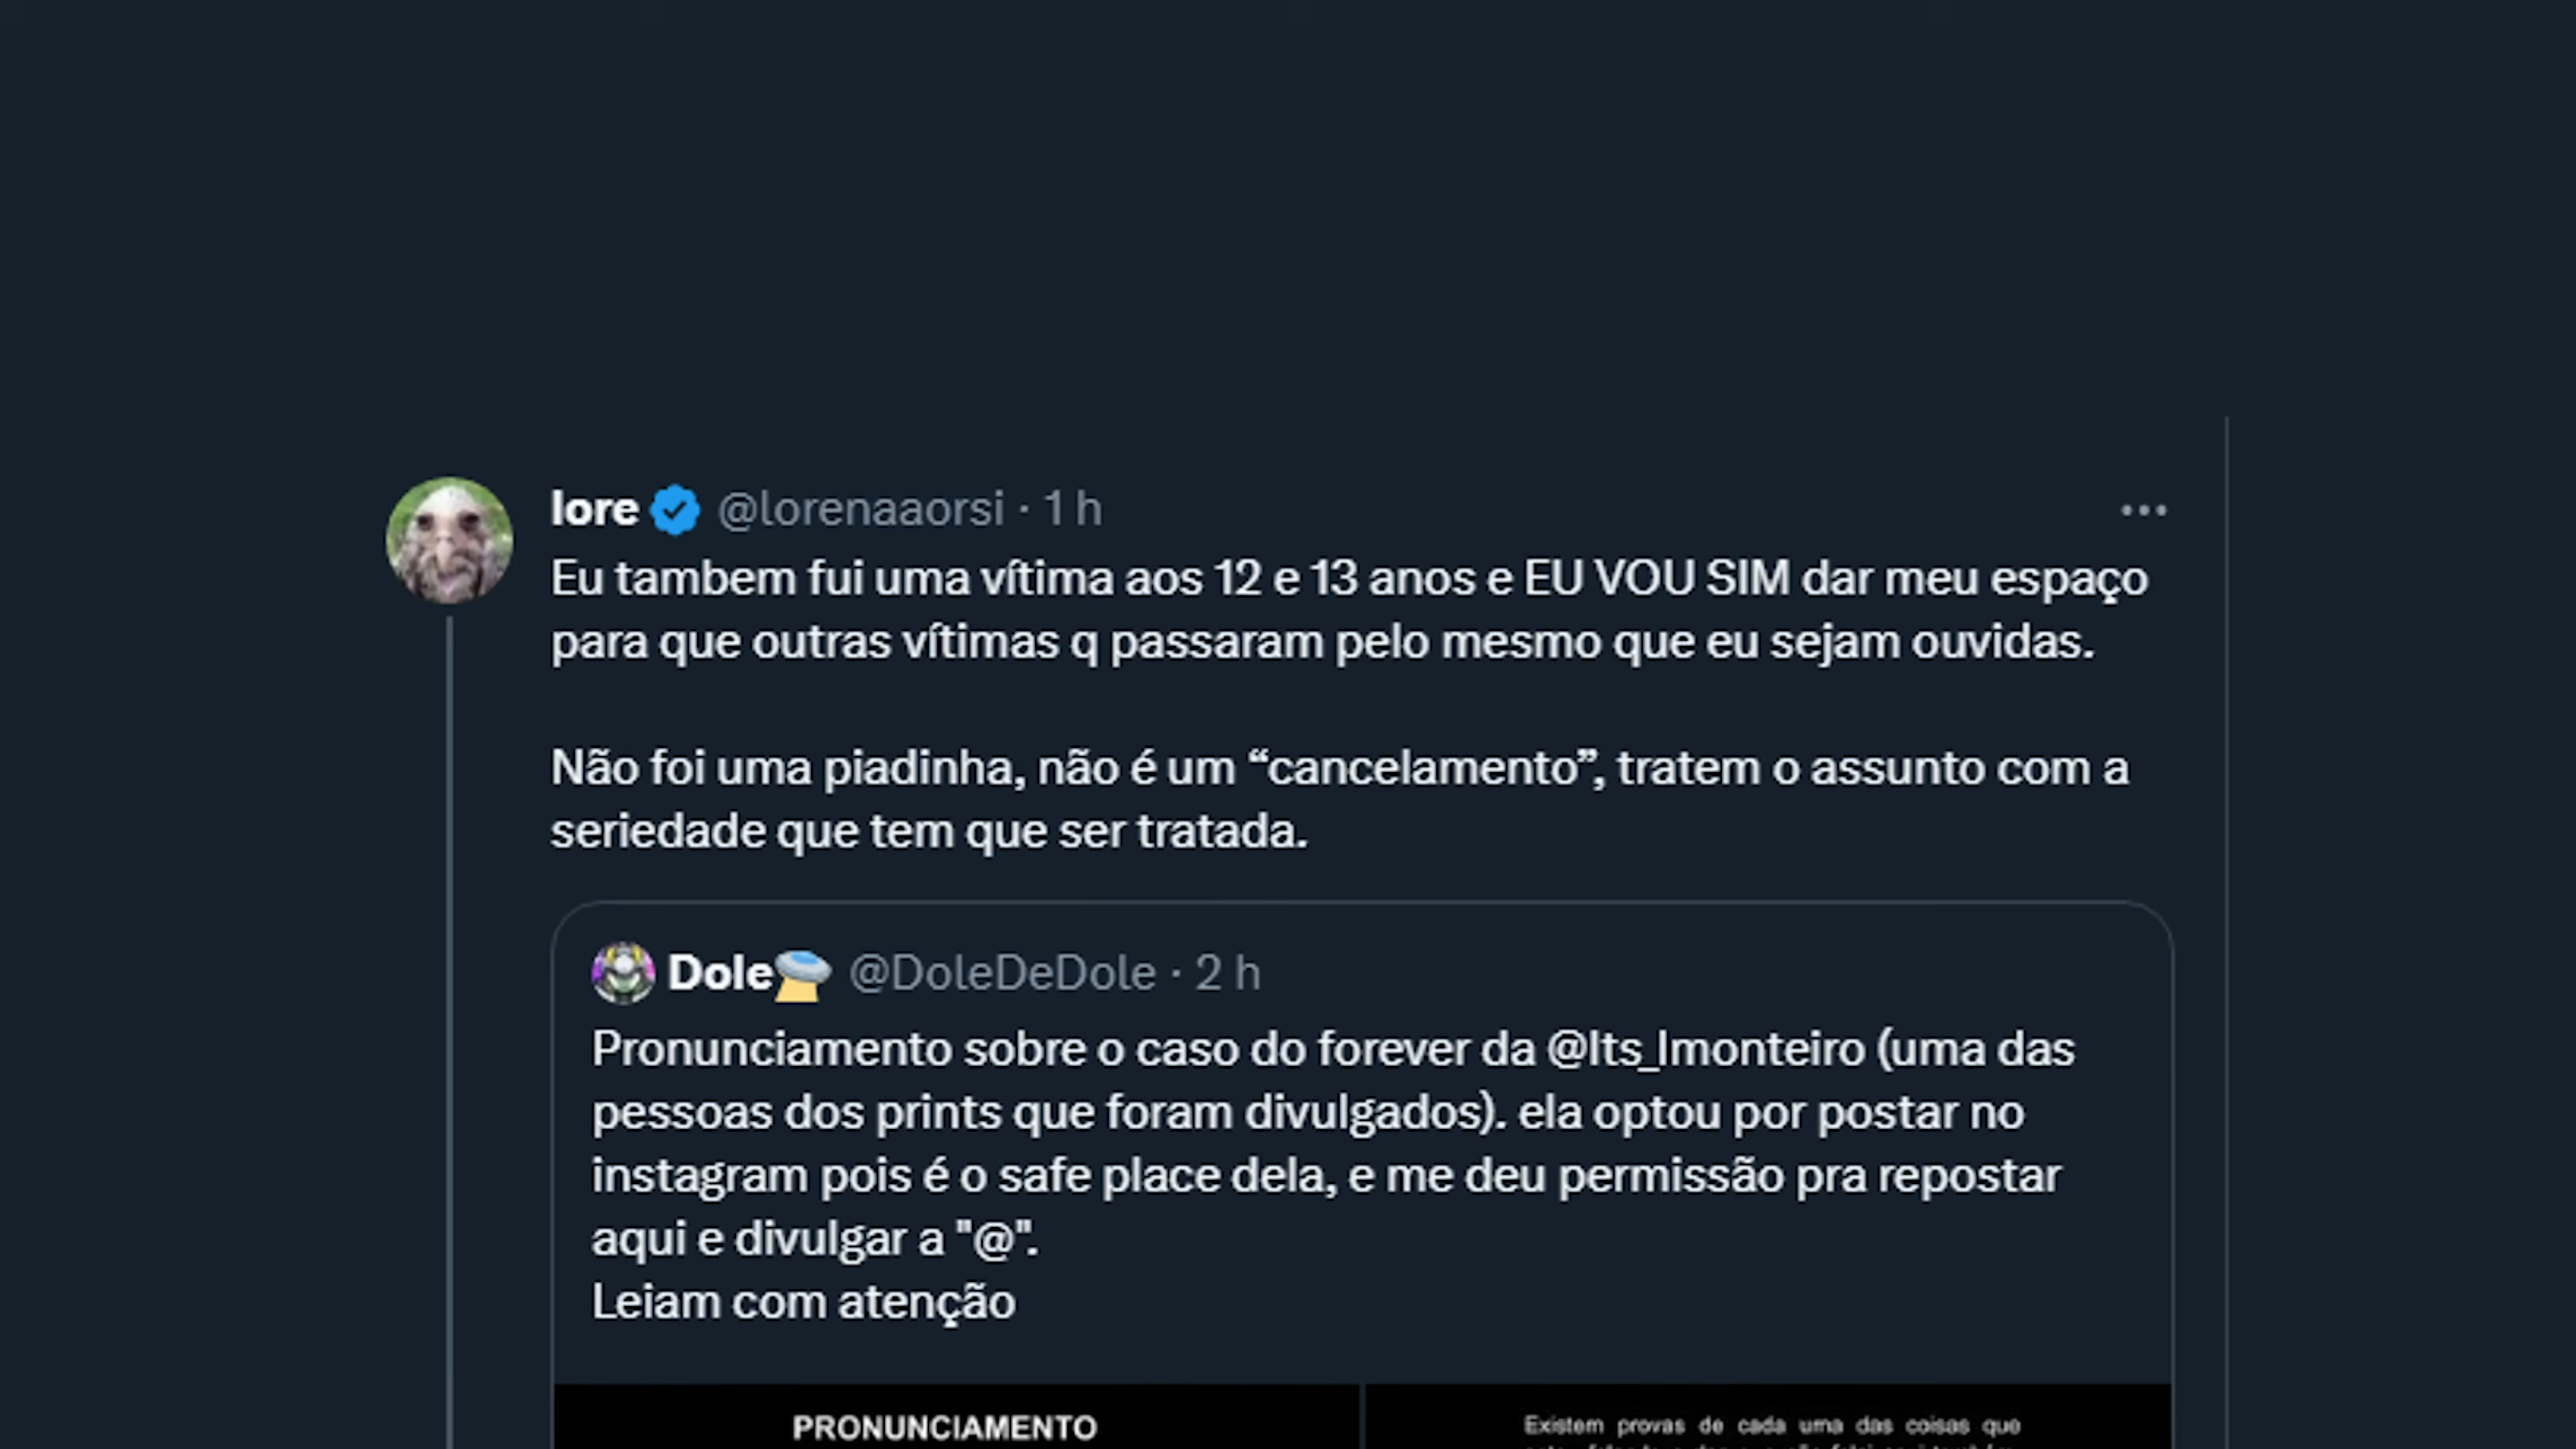 lore @lorenaaorsi · 1 h
Eu tambem fui uma vítima aos 12 e 13 anos e EU VOU SIM dar meu espaço
para que outras vítimas q passaram pelo mesmo que eu sejam ouvidas.
Não foi uma piadinha, não é um “cancelamento”, tratem o assunto com a
seriedade que tem que ser tratada.
Dole @DoleDeDole · 2 h
Pronunciamento sobre o caso do forever da @Its_lmonteiro (uma das
pessoas dos prints que foram divulgados). ela optou por postar no
instagram pois é o safe place dela, e me deu permissão pra repostar
aqui e divulgar a "@".
Leiam com atenção
PRONUNCIAMENTO
Existem provas de cada uma das coisas que